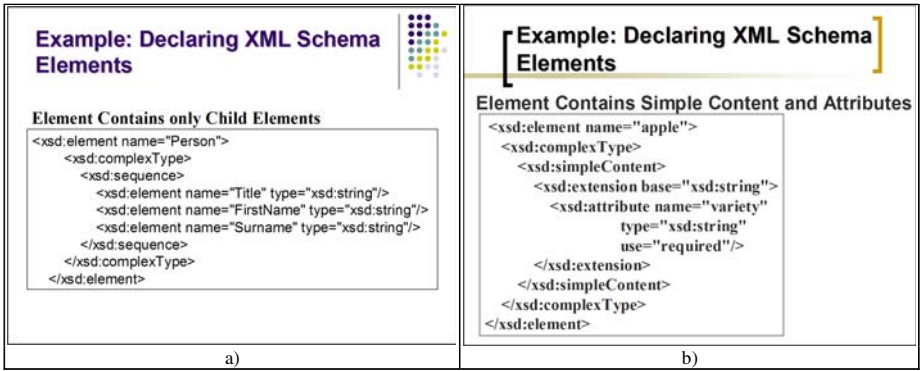 Example: Declaring XML Schema
Elements
Element Contains only Child Elements
<xsd:element name="Person">
<xsd:complexType>
<xsd:sequence>
<xsd:element name="Title" type="xsd:string"/>
<xsd:element name="FirstName" type="xsd:string"/>
<xsd:element name="Surname" type="xsd:string"/>
</xsd:sequence>
</xsd:complexType>
</xsd:element>
a)
Example: Declaring XML Schema
Elements
Element Contains Simple Content and Attributes
<xsd:element name="apple">
<xsd:complexType>
<xsd:simpleContent>
<xsd:extension base="xsd:string">
<xsd:attribute name="variety"
type="xsd:string"
use="required"/>
</xsd:extension>
</xsd:simpleContent>
</xsd:complexType>
</xsd:element>
b)